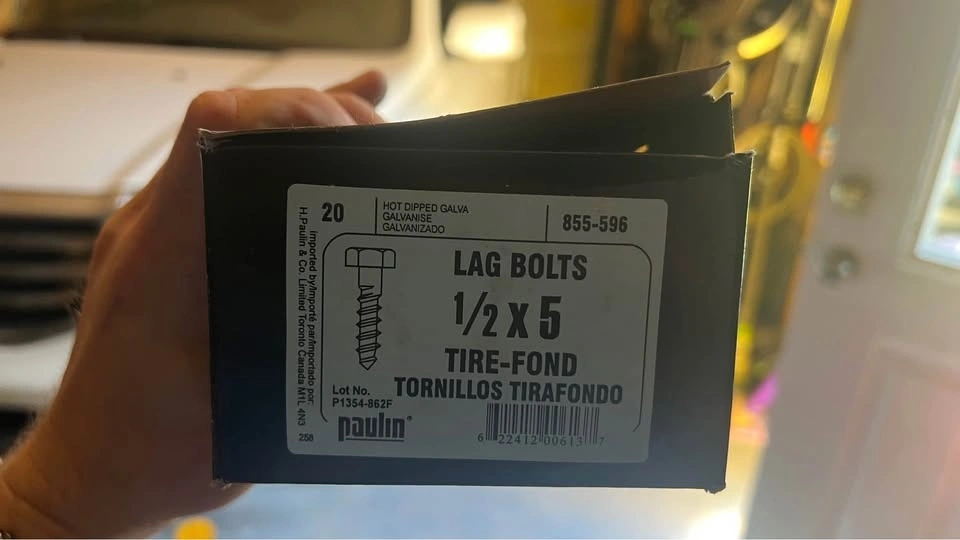 20
HOT DIPPED GALVA
GALVANISE
GALVANIZADO
855-596
Imported by/importé par/importado por:
H.Paulin & Co. Limited Toronto Canada M1L 4N3
258
LAG BOLTS
1/2 X 5
TIRE-FOND
TORNILLOS TIRAFONDO
Lot No.
P1354-862F
paulin®
6 22412 00613 7